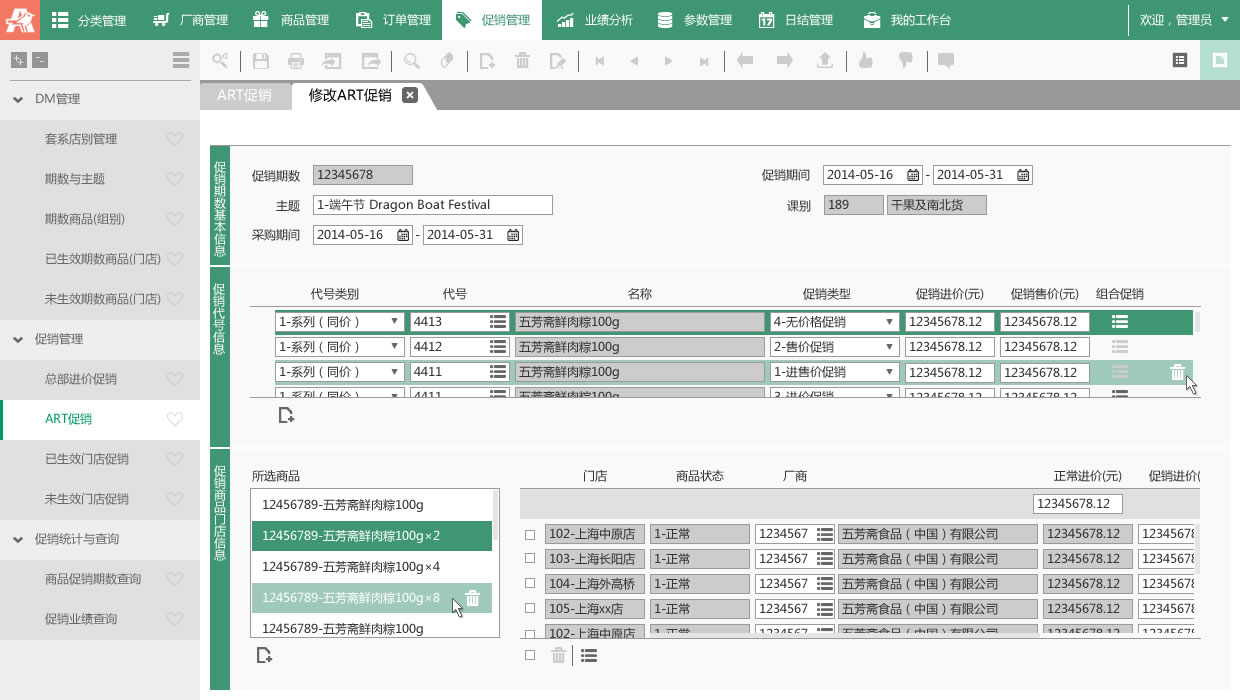 分类管理 厂商管理 商品管理 订单管理 促销管理 业绩分析 参数管理 日结管理 我的工作台 欢迎，管理员
ART促销 修改ART促销
DM管理
套系店别管理
期数与主题
期数商品(组别)
已生效期数商品(门店)
未生效期数商品(门店)
促销管理
总部进价促销
ART促销
已生效门店促销
未生效门店促销
促销统计与查询
商品促销期数查询
促销业绩查询
促销期数基本信息
促销期数 12345678 促销期间 2014-05-16 - 2014-05-31
主题 1-端午节 Dragon Boat Festival 课别 189 干果及南北货
采购期间 2014-05-16 - 2014-05-31
促销代号信息
代号类别 代号 名称 促销类型 促销进价(元) 促销售价(元) 组合促销
1-系列（同价） 4413 五芳斋鲜肉粽100g 4-无价格促销 12345678.12 12345678.12
1-系列（同价） 4412 五芳斋鲜肉粽100g 2-售价促销 12345678.12 12345678.12
1-系列（同价） 4411 五芳斋鲜肉粽100g 1-进售价促销 12345678.12 12345678.12
1-系列（同价） 4411 五芳斋鲜肉粽100g 3-进价促销 12345678.12 12345678.12
促销商品门店信息
所选商品
12456789-五芳斋鲜肉粽100g
12456789-五芳斋鲜肉粽100g×2
12456789-五芳斋鲜肉粽100g×4
12456789-五芳斋鲜肉粽100g×8
12456789-五芳斋鲜肉粽100g
门店 商品状态 厂商 正常进价(元) 促销进价(
12345678.12
102-上海中原店 1-正常 1234567 五芳斋食品（中国）有限公司 12345678.12 1234567
103-上海长阳店 1-正常 1234567 五芳斋食品（中国）有限公司 12345678.12 1234567
104-上海外高桥 1-正常 1234567 五芳斋食品（中国）有限公司 12345678.12 1234567
105-上海xx店 1-正常 1234567 五芳斋食品（中国）有限公司 12345678.12 1234567
102-上海中原店 1-正常 1234567 五芳斋食品（中国）有限公司 12345678.12 1234567